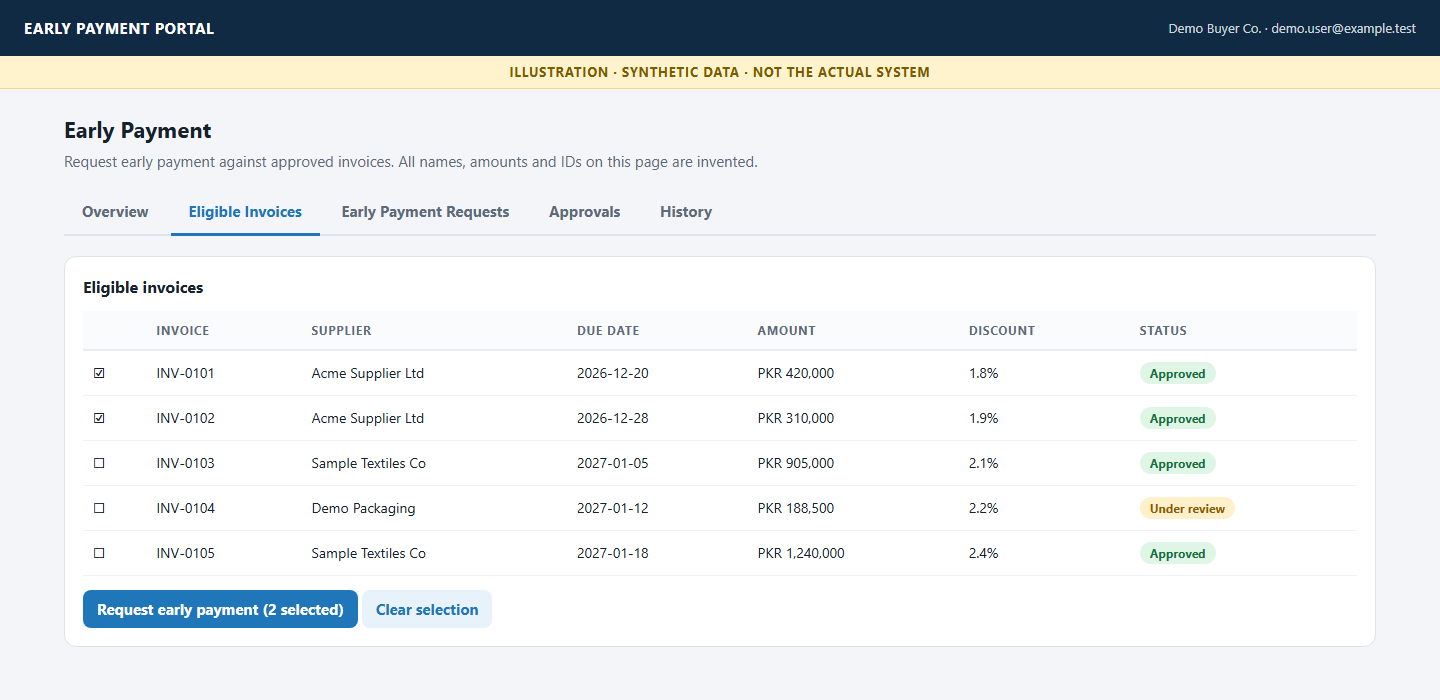 EARLY PAYMENT PORTAL
Demo Buyer Co. · demo.user@example.test
ILLUSTRATION · SYNTHETIC DATA · NOT THE ACTUAL SYSTEM
Early Payment
Request early payment against approved invoices. All names, amounts and IDs on this page are invented.
Overview Eligible Invoices Early Payment Requests Approvals History
Eligible invoices
INVOICE SUPPLIER DUE DATE AMOUNT DISCOUNT STATUS
☑ INV-0101 Acme Supplier Ltd 2026-12-20 PKR 420,000 1.8% Approved
☑ INV-0102 Acme Supplier Ltd 2026-12-28 PKR 310,000 1.9% Approved
☐ INV-0103 Sample Textiles Co 2027-01-05 PKR 905,000 2.1% Approved
☐ INV-0104 Demo Packaging 2027-01-12 PKR 188,500 2.2% Under review
☐ INV-0105 Sample Textiles Co 2027-01-18 PKR 1,240,000 2.4% Approved
Request early payment (2 selected) Clear selection